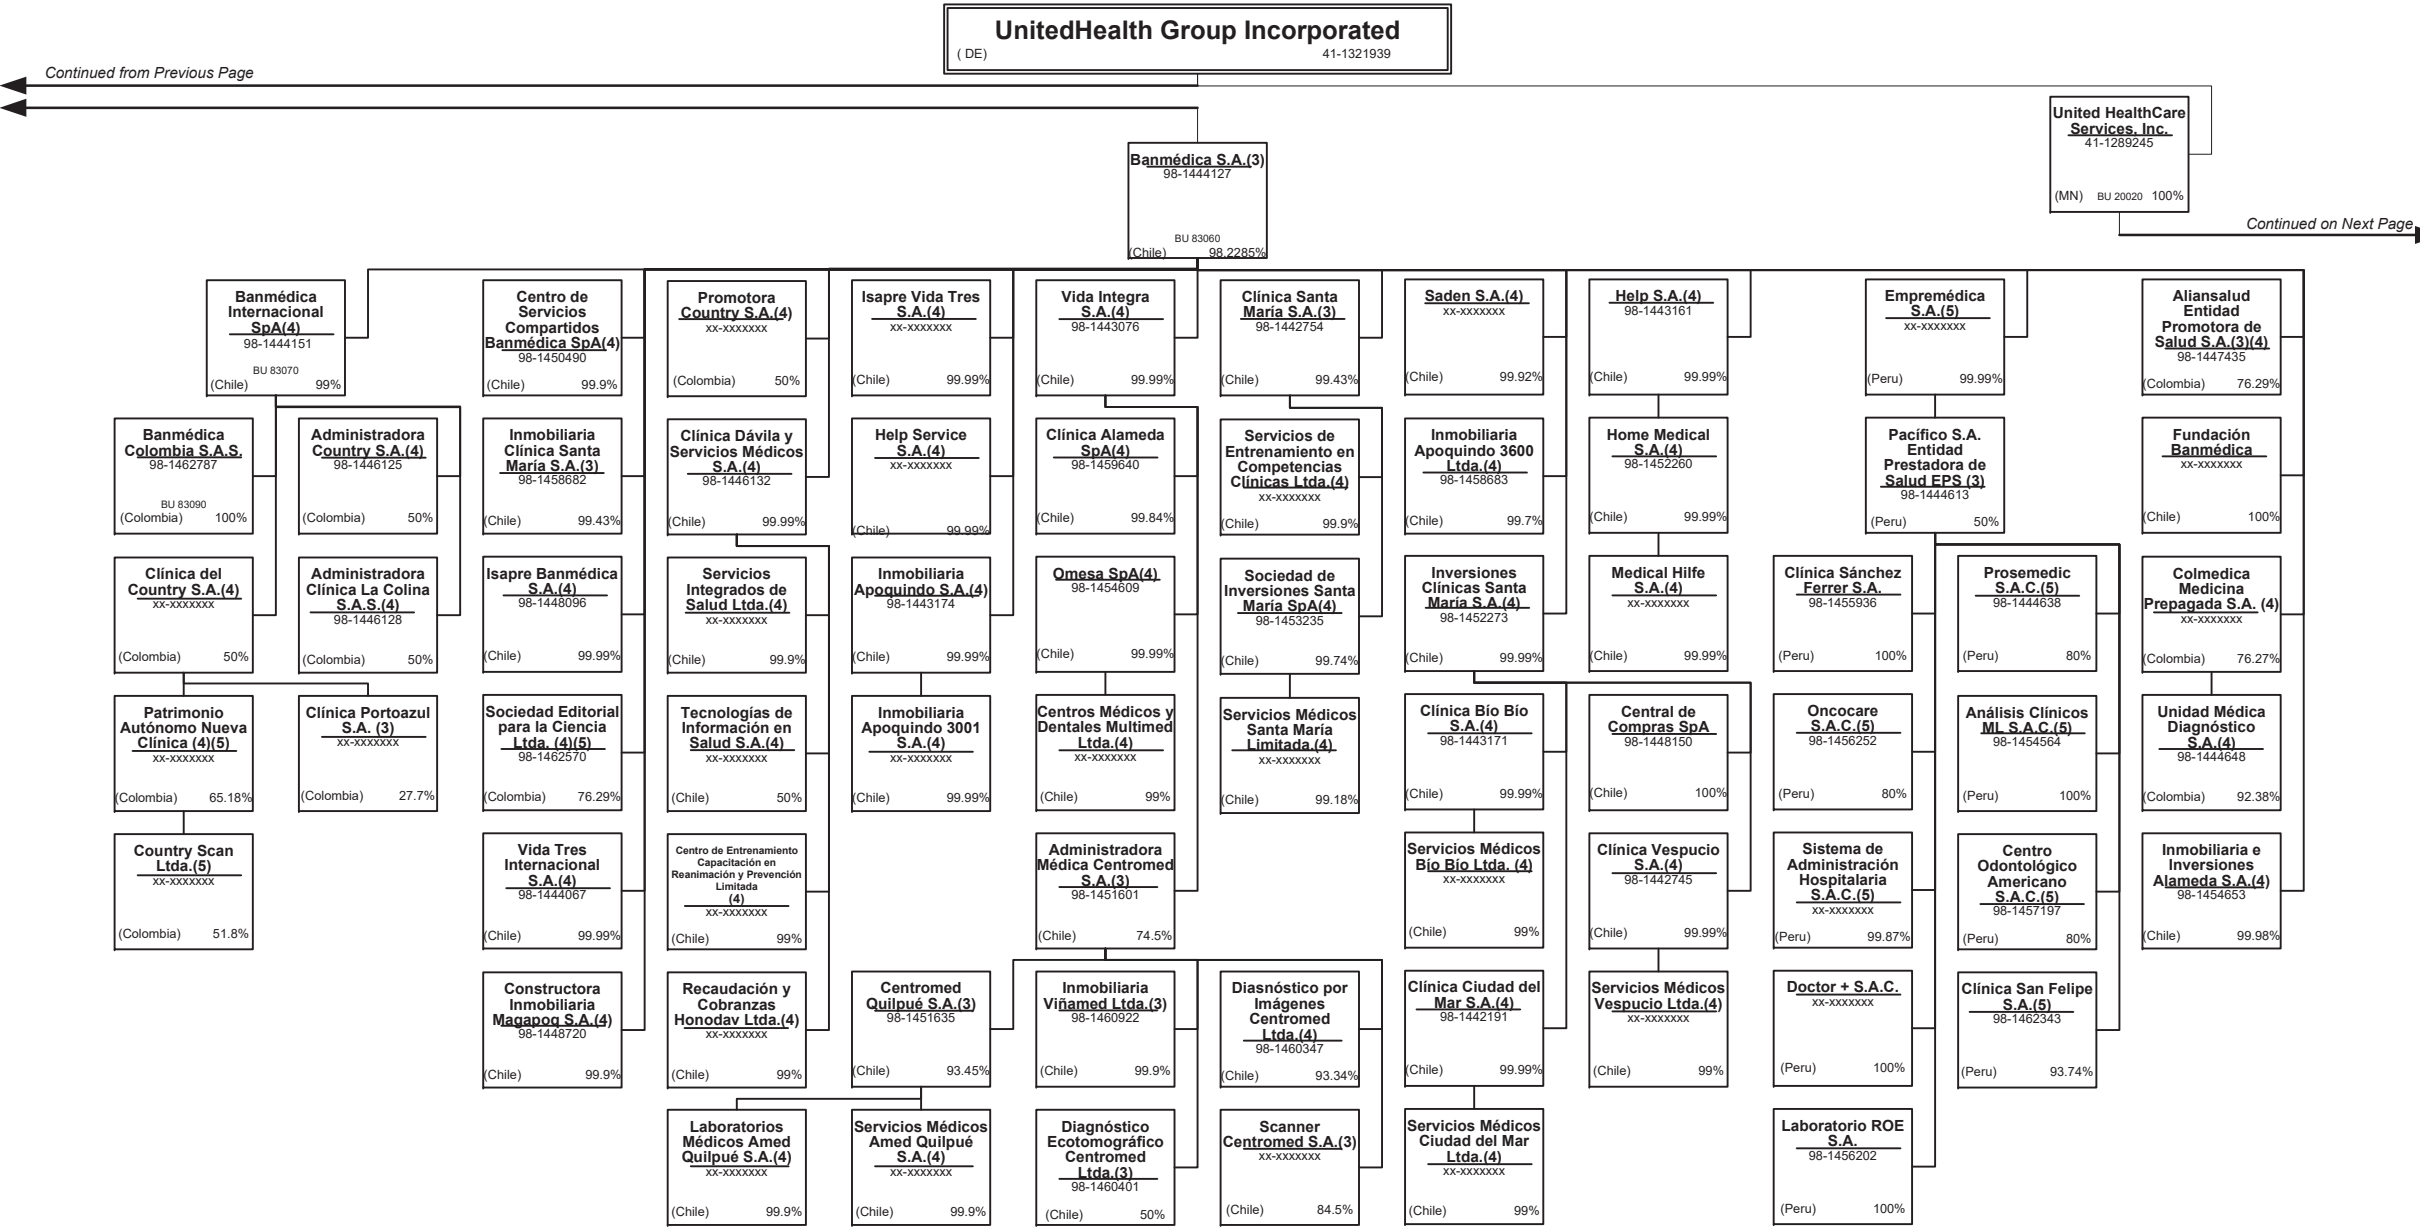 UnitedHealth Group Incorporated
( DE) 41-1321939
Continued from Previous Page
United HealthCare
Services, Inc.
41-1289245
(MN) BU 20020 100%
Continued on Next Page
Banmédica S.A.(3)
98-1444127
BU 83060
(Chile) 98.2285%
Banmédica
Internacional
SpA(4)
98-1444151
BU 83070
(Chile) 99%
Centro de
Servicios
Compartidos
Banmédica SpA(4)
98-1450490
(Chile) 99.9%
Promotora
Country S.A.(4)
xx-xxxxxxx
(Colombia) 50%
Isapre Vida Tres
S.A.(4)
xx-xxxxxxx
(Chile) 99.99%
Vida Integra
S.A.(4)
98-1443076
(Chile) 99.99%
Clínica Santa
María S.A.(3)
98-1442754
(Chile) 99.43%
Saden S.A.(4)
xx-xxxxxxx
(Chile) 99.92%
Help S.A.(4)
98-1443161
(Chile) 99.99%
Empremédica
S.A.(5)
xx-xxxxxxx
(Peru) 99.99%
Aliansalud
Entidad
Promotora de
Salud S.A.(3)(4)
98-1447435
(Colombia) 76.29%
Banmédica
Colombia S.A.S.
98-1462787
BU 83090
(Colombia) 100%
Administradora
Country S.A.(4)
98-1446125
(Colombia) 50%
Inmobiliaria
Clínica Santa
María S.A.(3)
98-1458682
(Chile) 99.43%
Clínica Dávila y
Servicios Médicos
S.A.(4)
98-1446132
(Chile) 99.99%
Help Service
S.A.(4)
xx-xxxxxxx
(Chile) 99.99%
Clínica Alameda
SpA(4)
98-1459640
(Chile) 99.84%
Servicios de
Entrenamiento en
Competencias
Clínicas Ltda.(4)
xx-xxxxxxx
(Chile) 99.9%
Inmobiliaria
Apoquindo 3600
Ltda.(4)
98-1458683
(Chile) 99.7%
Home Medical
S.A.(4)
98-1452260
(Chile) 99.99%
Pacífico S.A.
Entidad
Prestadora de
Salud EPS (3)
98-1444613
(Peru) 50%
Fundación
Banmédica
xx-xxxxxxx
(Chile) 100%
Clínica del
Country S.A.(4)
xx-xxxxxxx
(Colombia) 50%
Administradora
Clínica La Colina
S.A.S.(4)
98-1446128
(Colombia) 50%
Isapre Banmédica
S.A.(4)
98-1448096
(Chile) 99.99%
Servicios
Integrados de
Salud Ltda.(4)
xx-xxxxxxx
(Chile) 99.9%
Inmobiliaria
Apoquindo S.A.(4)
98-1443174
(Chile) 99.99%
Omesa SpA(4)
98-1454609
(Chile) 99.99%
Sociedad de
Inversiones Santa
María SpA(4)
98-1453235
(Chile) 99.74%
Inversiones
Clínicas Santa
María S.A.(4)
98-1452273
(Chile) 99.99%
Medical Hilfe
S.A.(4)
xx-xxxxxxx
(Chile) 99.99%
Clínica Sánchez
Ferrer S.A.
98-1455936
(Peru) 100%
Prosemedic
S.A.C.(5)
98-1444638
(Peru) 80%
Colmedica
Medicina
Prepagada S.A. (4)
xx-xxxxxxx
(Colombia) 76.27%
Patrimonio
Autónomo Nueva
Clínica (4)(5)
xx-xxxxxxx
(Colombia) 65.18%
Clínica Portoazul
S.A. (3)
xx-xxxxxxx
(Colombia) 27.7%
Sociedad Editorial
para la Ciencia
Ltda. (4)(5)
98-1462570
(Colombia) 76.29%
Tecnologías de
Información en
Salud S.A.(4)
xx-xxxxxxx
(Chile) 50%
Inmobiliaria
Apoquindo 3001
S.A.(4)
xx-xxxxxxx
(Chile) 99.99%
Centros Médicos y
Dentales Multimed
Ltda.(4)
xx-xxxxxxx
(Chile) 99%
Servicios Médicos
Santa María
Limitada.(4)
xx-xxxxxxx
(Chile) 99.18%
Clínica Bío Bío
S.A.(4)
98-1443171
(Chile) 99.99%
Central de
Compras SpA
98-1448150
(Chile) 100%
Oncocare
S.A.C.(5)
98-1456252
(Peru) 80%
Análisis Clínicos
ML S.A.C.(5)
98-1454564
(Peru) 100%
Unidad Médica
Diagnóstico
S.A.(4)
98-1444648
(Colombia) 92.38%
Country Scan
Ltda.(5)
xx-xxxxxxx
(Colombia) 51.8%
Vida Tres
Internacional
S.A.(4)
98-1444067
(Chile) 99.99%
Centro de Entrenamiento
Capacitación en
Reanimación y Prevención
Limitada
(4)
xx-xxxxxxx
(Chile) 99%
Administradora
Médica Centromed
S.A.(3)
98-1451601
(Chile) 74.5%
Servicios Médicos
Bío Bío Ltda. (4)
xx-xxxxxxx
(Chile) 99%
Clínica Vespucio
S.A.(4)
98-1442745
(Chile) 99.99%
Sistema de
Administración
Hospitalaria
S.A.C.(5)
xx-xxxxxxx
(Peru) 99.87%
Centro
Odontológico
Americano
S.A.C.(5)
98-1457197
(Peru) 80%
Inmobiliaria e
Inversiones
Alameda S.A.(4)
98-1454653
(Chile) 99.98%
Constructora
Inmobiliaria
Magapoq S.A.(4)
98-1448720
(Chile) 99.9%
Recaudación y
Cobranzas
Honodav Ltda.(4)
xx-xxxxxxx
(Chile) 99%
Centromed
Quilpué S.A.(3)
98-1451635
(Chile) 93.45%
Inmobiliaria
Viñamed Ltda.(3)
98-1460922
(Chile) 99.9%
Diasnóstico por
Imágenes
Centromed
Ltda.(4)
98-1460347
(Chile) 93.34%
Clínica Ciudad del
Mar S.A.(4)
98-1442191
(Chile) 99.99%
Servicios Médicos
Vespucio Ltda.(4)
xx-xxxxxxx
(Chile) 99%
Doctor + S.A.C.
xx-xxxxxxx
(Peru) 100%
Clínica San Felipe
S.A.(5)
98-1462343
(Peru) 93.74%
Laboratorios
Médicos Amed
Quilpué S.A.(4)
xx-xxxxxxx
(Chile) 99.9%
Servicios Médicos
Amed Quilpué
S.A.(4)
xx-xxxxxxx
(Chile) 99.9%
Diagnóstico
Ecotomográfico
Centromed
Ltda.(3)
98-1460401
(Chile) 50%
Scanner
Centromed S.A.(3)
xx-xxxxxxx
(Chile) 84.5%
Servicios Médicos
Ciudad del Mar
Ltda.(4)
xx-xxxxxxx
(Chile) 99%
Laboratorio ROE
S.A.
98-1456202
(Peru) 100%